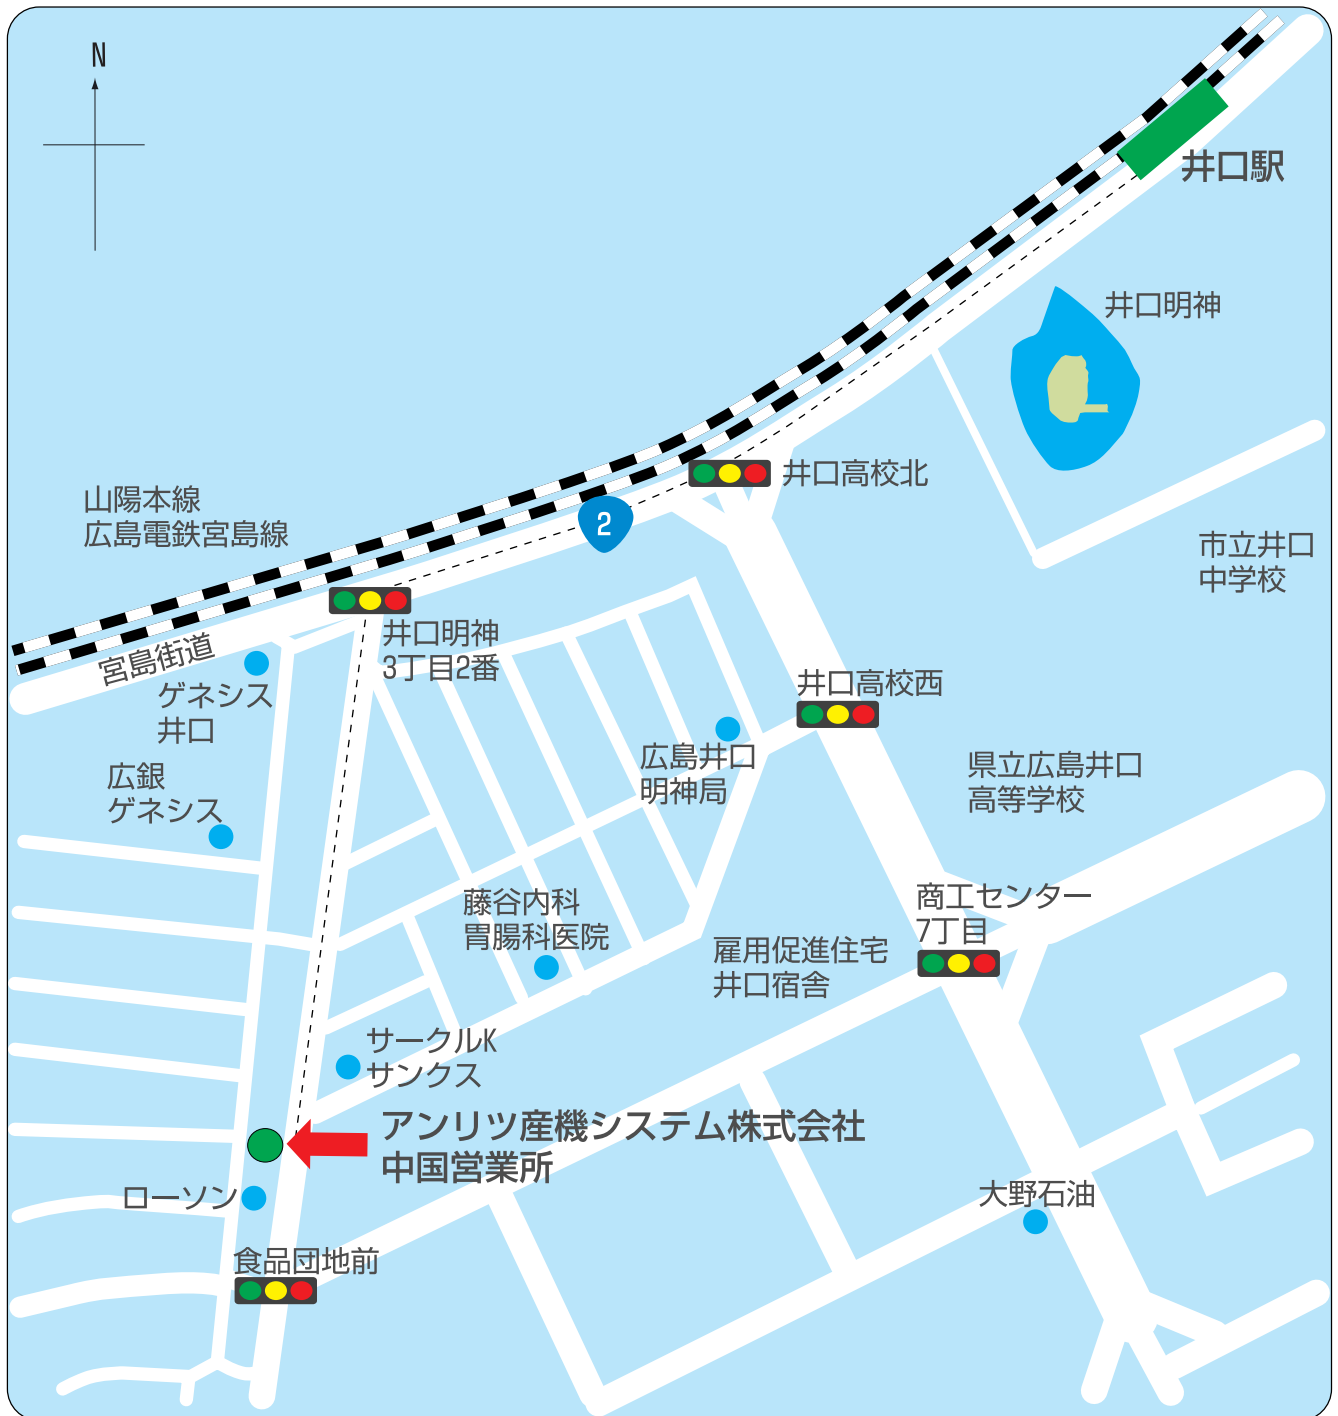 N
井口駅
井口明神
山陽本線
広島電鉄宮島線
井口高校北
2
市立井口
中学校
宮島街道
井口明神
3丁目2番
ゲネシス
井口
井口高校西
広島井口
明神局
県立広島井口
高等学校
広銀
ゲネシス
藤谷内科
胃腸科医院
商工センター
7丁目
雇用促進住宅
井口宿舎
サークルK
サンクス
アンリツ産機システム株式会社
中国営業所
ローソン
大野石油
食品団地前